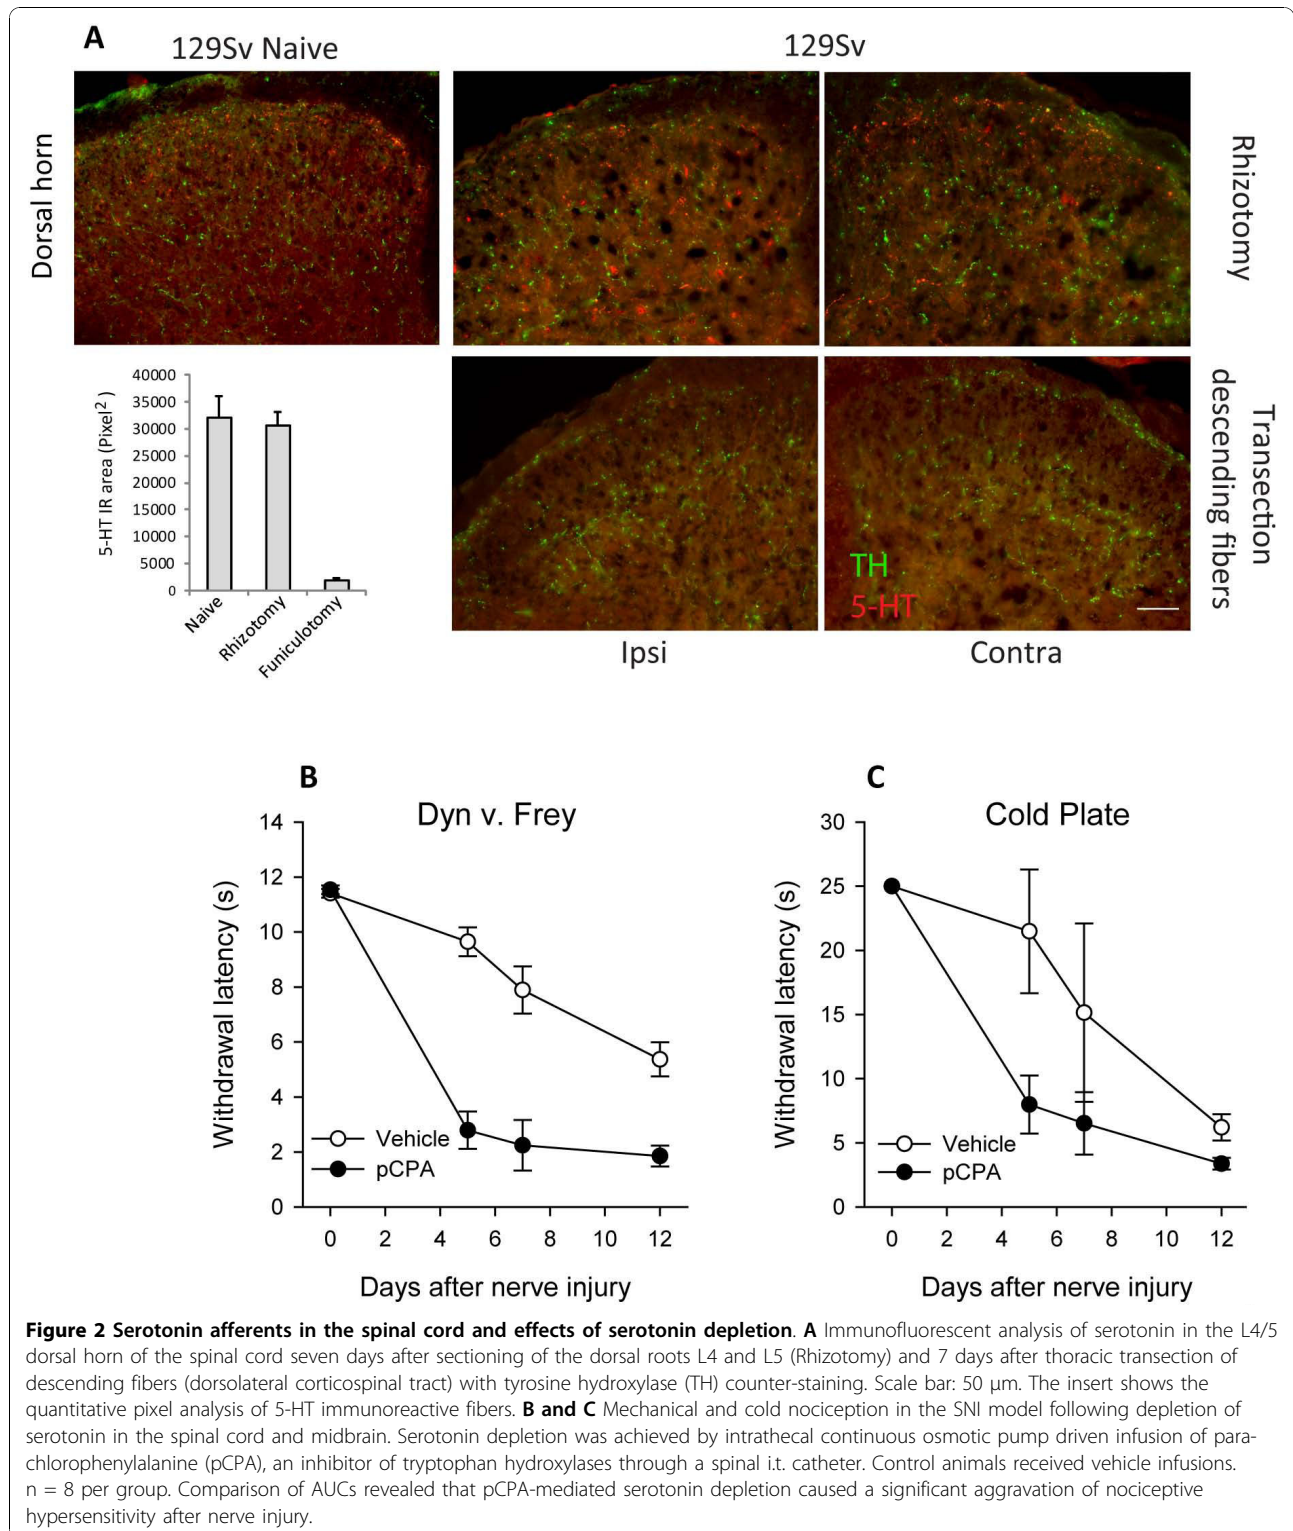 A
129Sv Naive
129Sv
Dorsal horn
Rhizotomy
40000
35000
30000
25000
20000
15000
10000
5000
0
5-HT IR area (Pixel²)
Naive
Rhizotomy
Funiculotomy
TH
5-HT
Transection
descending fibers
Ipsi
Contra
B
Dyn v. Frey
14
12
10
8
6
4
2
0
Withdrawal latency (s)
Vehicle
pCPA
0 2 4 6 8 10 12
Days after nerve injury
C
Cold Plate
30
25
20
15
10
5
0
Withdrawal latency (s)
Vehicle
pCPA
0 2 4 6 8 10 12
Days after nerve injury
Figure 2 Serotonin afferents in the spinal cord and effects of serotonin depletion. A Immunofluorescent analysis of serotonin in the L4/5
dorsal horn of the spinal cord seven days after sectioning of the dorsal roots L4 and L5 (Rhizotomy) and 7 days after thoracic transection of
descending fibers (dorsolateral corticospinal tract) with tyrosine hydroxylase (TH) counter-staining. Scale bar: 50 μm. The insert shows the
quantitative pixel analysis of 5-HT immunoreactive fibers. B and C Mechanical and cold nociception in the SNI model following depletion of
serotonin in the spinal cord and midbrain. Serotonin depletion was achieved by intrathecal continuous osmotic pump driven infusion of para-
chlorophenylalanine (pCPA), an inhibitor of tryptophan hydroxylases through a spinal i.t. catheter. Control animals received vehicle infusions.
n = 8 per group. Comparison of AUCs revealed that pCPA-mediated serotonin depletion caused a significant aggravation of nociceptive
hypersensitivity after nerve injury.